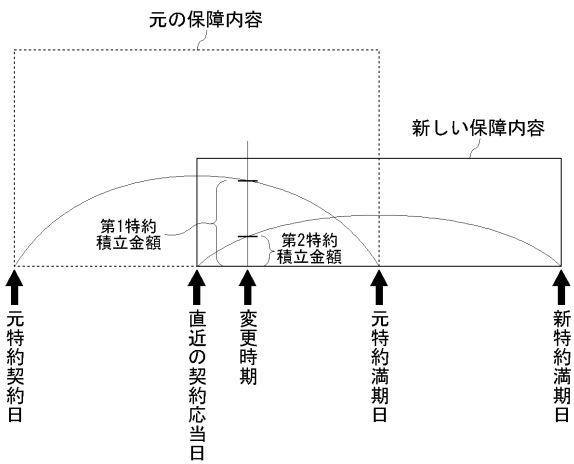 元の保障内容
新しい保障内容
第1特約
積立金額
第2特約
積立金額
元特約契約日
直近の契約応当日
変更時期
元特約満期日
新特約満期日